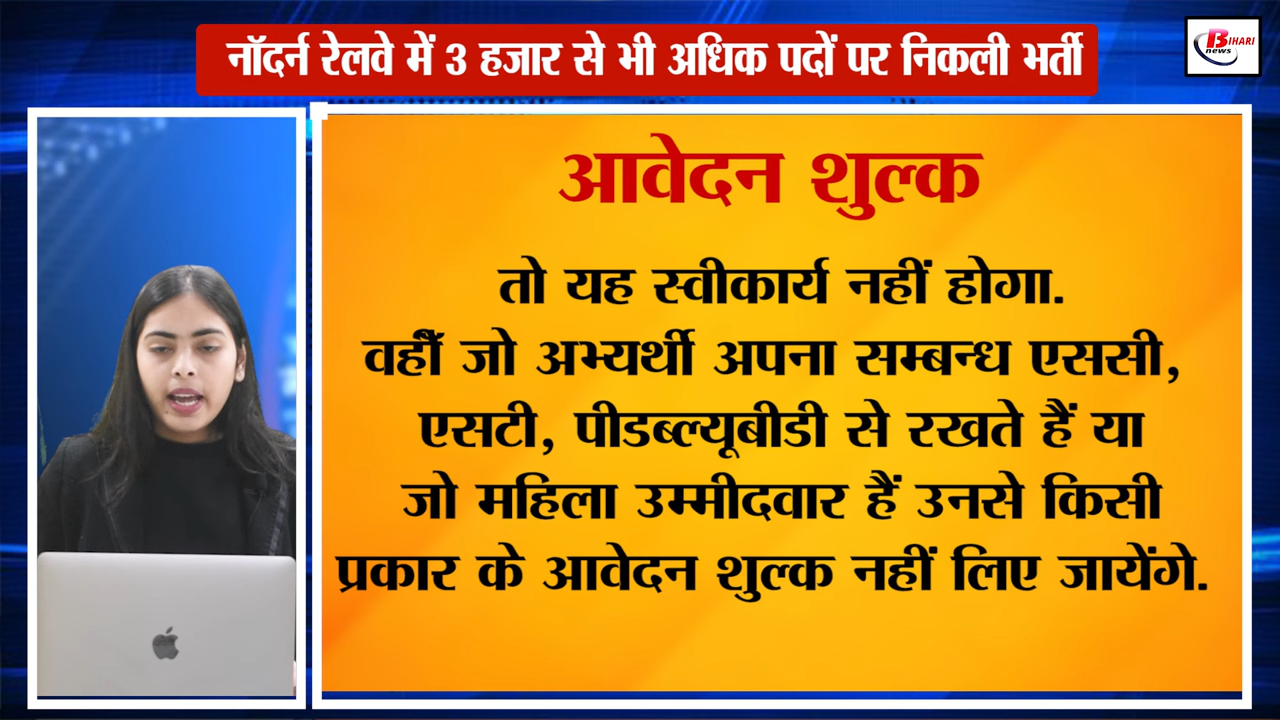 नॉदर्न रेलवे में 3 हजार से भी अधिक पदों पर निकली भर्ती
BIHARI
news
आवेदन शुल्क
तो यह स्वीकार्य नहीं होगा.
वहीं जो अभ्यर्थी अपना सम्बन्ध एससी,
एसटी, पीडब्ल्यूबीडी से रखते हैं या
जो महिला उम्मीदवार हैं उनसे किसी
प्रकार के आवेदन शुल्क नहीं लिए जायेंगे.